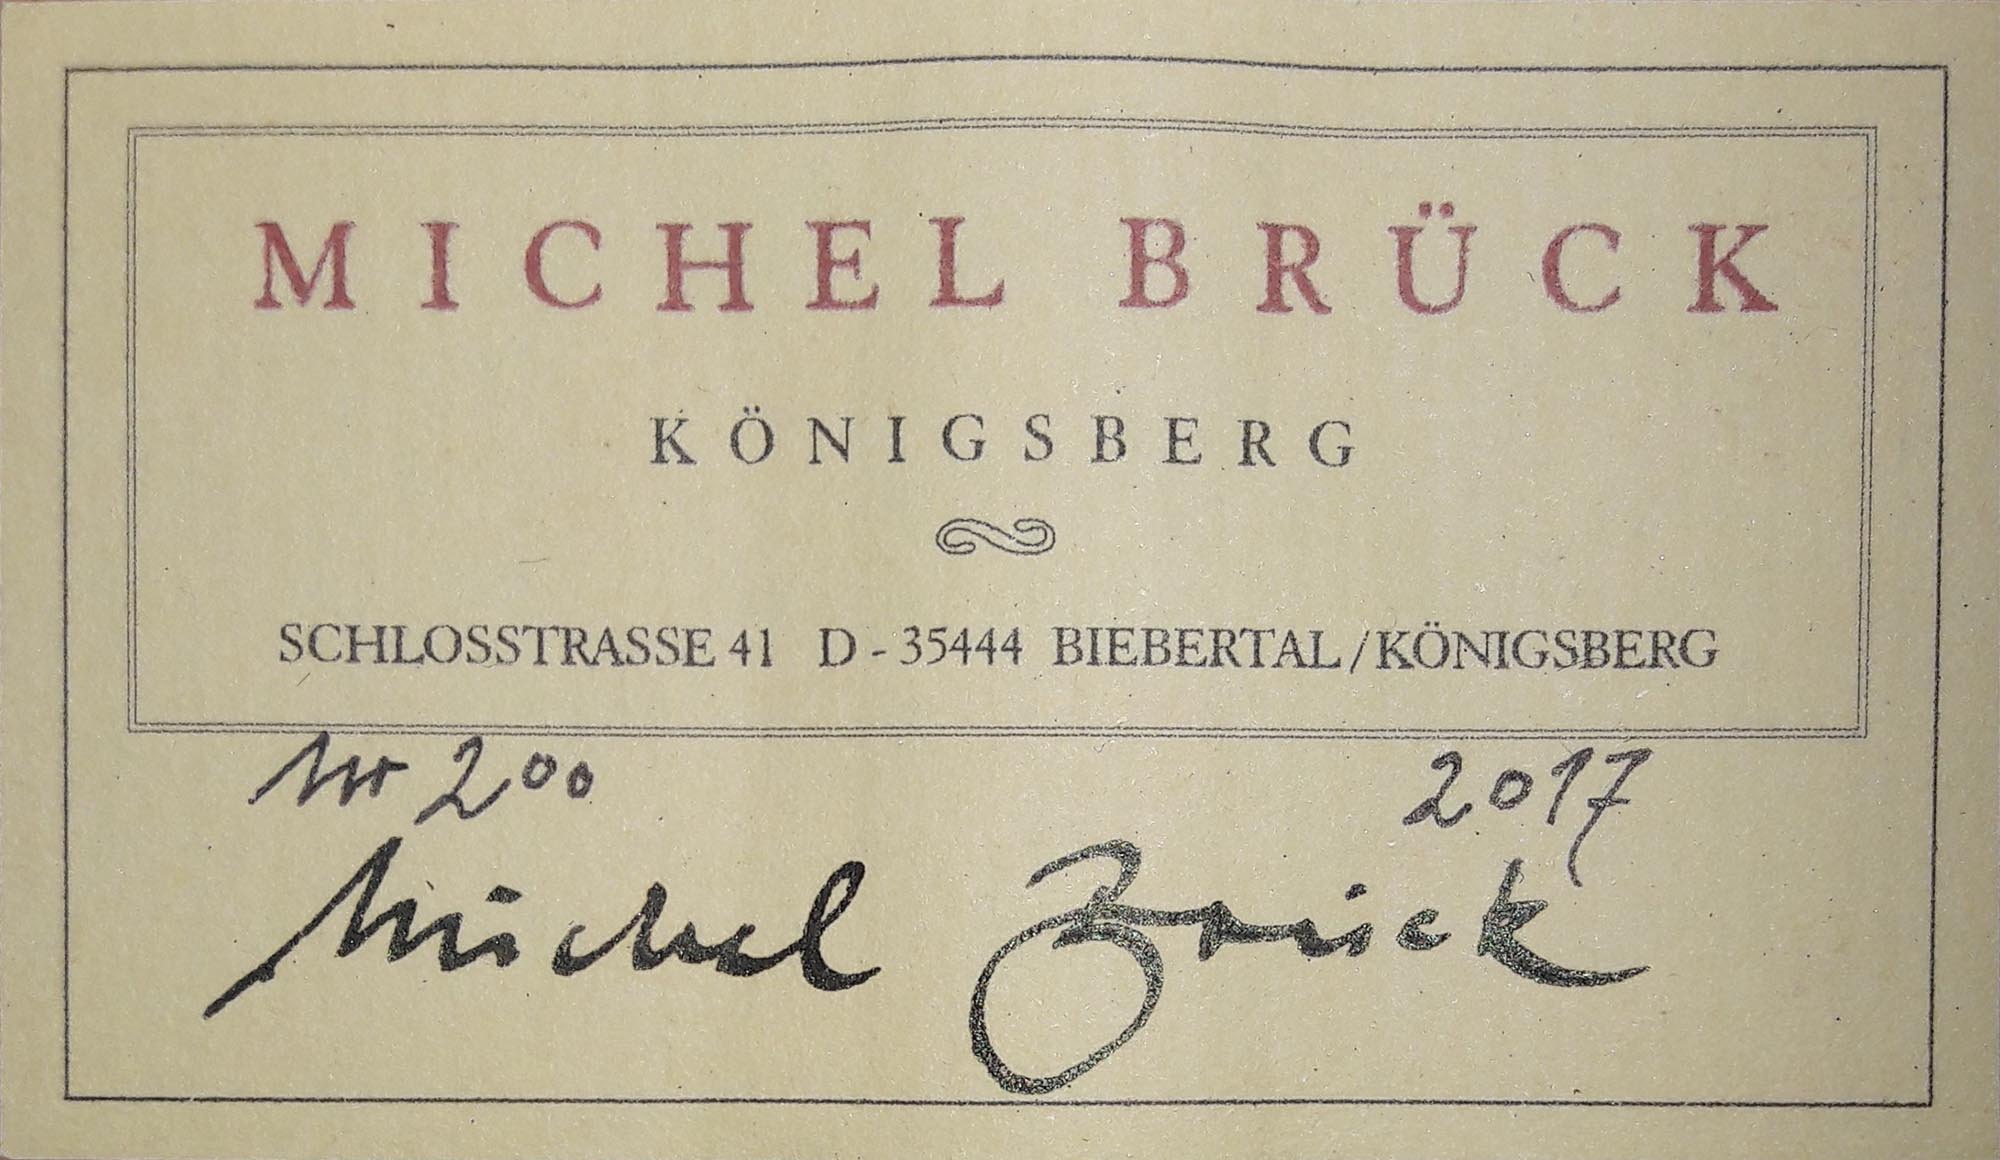 MICHEL BRÜCK
KÖNIGSBERG
SCHLOSSTRASSE 41 D - 35444 BIEBERTAL / KÖNIGSBERG
Nr 200 2017
Michel Brück